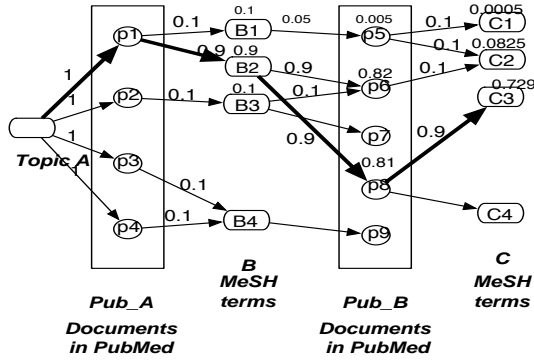 0.1
0.005
0.0005
p1
0.1
B1
0.05
p5
0.1
C1
0.9
0.9
0.1
0.0825
B2
0.9
0.82
C2
1
p6
0.1
0.729
p2
0.1
0.1
B3
0.1
C3
1
p7
0.9
0.9
Topic A
1
p3
0.81
1
0.1
p8
p4
0.1
B4
p9
C4
B
MeSH
terms
C
MeSH
terms
Pub_A
Pub_B
Documents
in PubMed
Documents
in PubMed